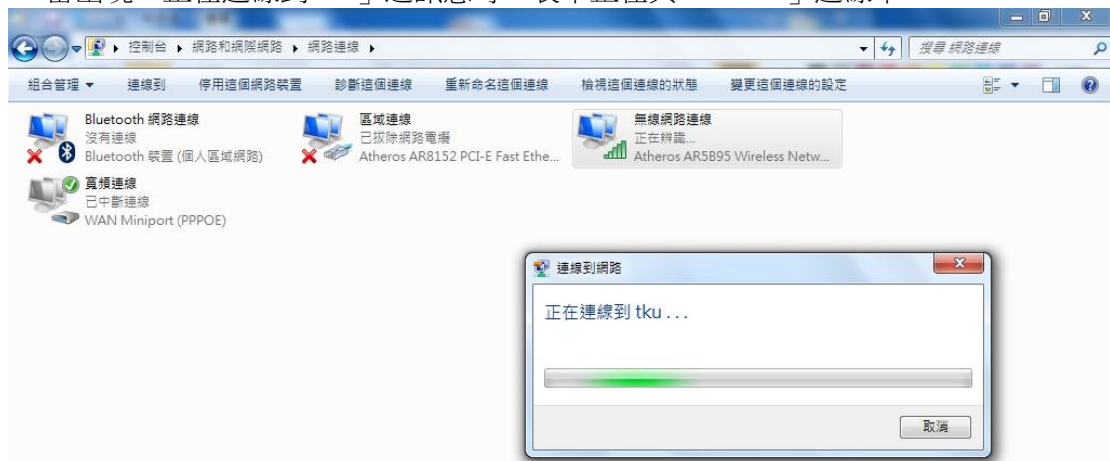 控制台 ▸ 網路和網際網路 ▸ 網路連線 ▸
搜尋 網路連線
組合管理 連線到 停用這個網路裝置 診斷這個連線 重新命名這個連線 檢視這個連線的狀態 變更這個連線的設定
Bluetooth 網路連線
沒有連線
Bluetooth 裝置 (個人區域網路)
區域連線
已拔除網路電纜
Atheros AR8152 PCI-E Fast Ethe...
無線網路連線
正在辨識...
Atheros AR5B95 Wireless Netw...
寬頻連線
已中斷連線
WAN Miniport (PPPOE)
連線到網路
正在連線到 tku . . .
取消